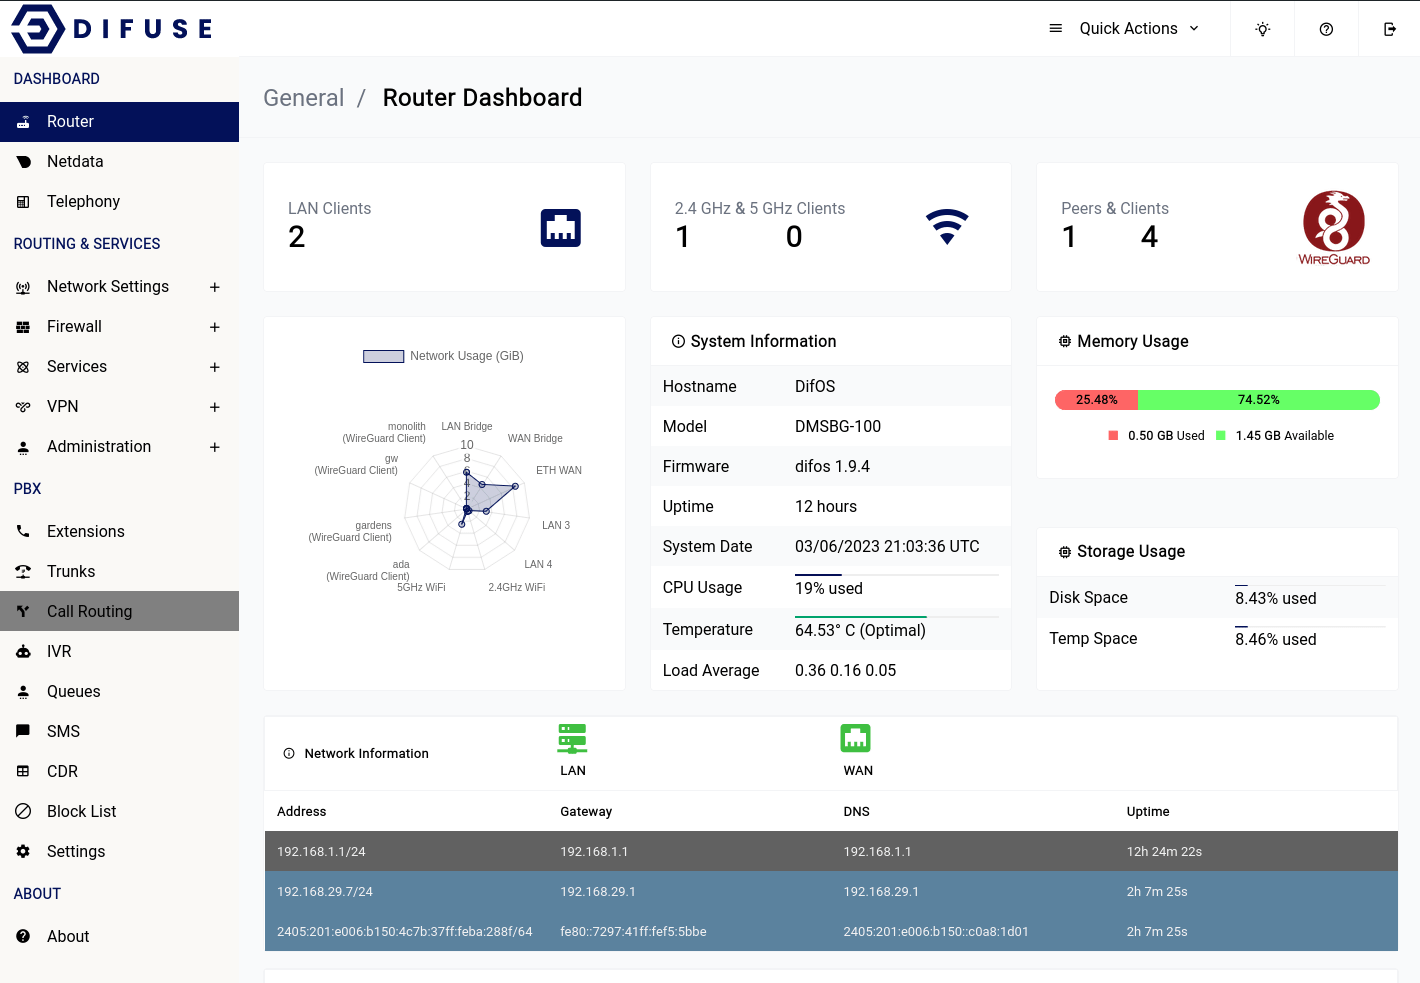 DIFUSE
Quick Actions
DASHBOARD
Router
Netdata
Telephony
ROUTING & SERVICES
Network Settings
Firewall
Services
VPN
Administration
PBX
Extensions
Trunks
Call Routing
IVR
Queues
SMS
CDR
Block List
Settings
ABOUT
About
General / Router Dashboard
LAN Clients
2
2.4 GHz & 5 GHz Clients
1 0
Peers & Clients
1 4
WIREGUARD
Network Usage (GiB)
LAN Bridge
WAN Bridge
ETH WAN
LAN 3
LAN 4
2.4GHz WiFi
5GHz WiFi
ada
(WireGuard Client)
gardens
(WireGuard Client)
gw
(WireGuard Client)
monolith
(WireGuard Client)
10
8
6
4
2
System Information
Hostname DifOS
Model DMSBG-100
Firmware difos 1.9.4
Uptime 12 hours
System Date 03/06/2023 21:03:36 UTC
CPU Usage 19% used
Temperature 64.53° C (Optimal)
Load Average 0.36 0.16 0.05
Memory Usage
25.48% 74.52%
0.50 GB Used 1.45 GB Available
Storage Usage
Disk Space 8.43% used
Temp Space 8.46% used
Network Information LAN WAN
Address Gateway DNS Uptime
192.168.1.1/24 192.168.1.1 192.168.1.1 12h 24m 22s
192.168.29.7/24 192.168.29.1 192.168.29.1 2h 7m 25s
2405:201:e006:b150:4c7b:37ff:feba:288f/64 fe80::7297:41ff:fef5:5bbe 2405:201:e006:b150::c0a8:1d01 2h 7m 25s